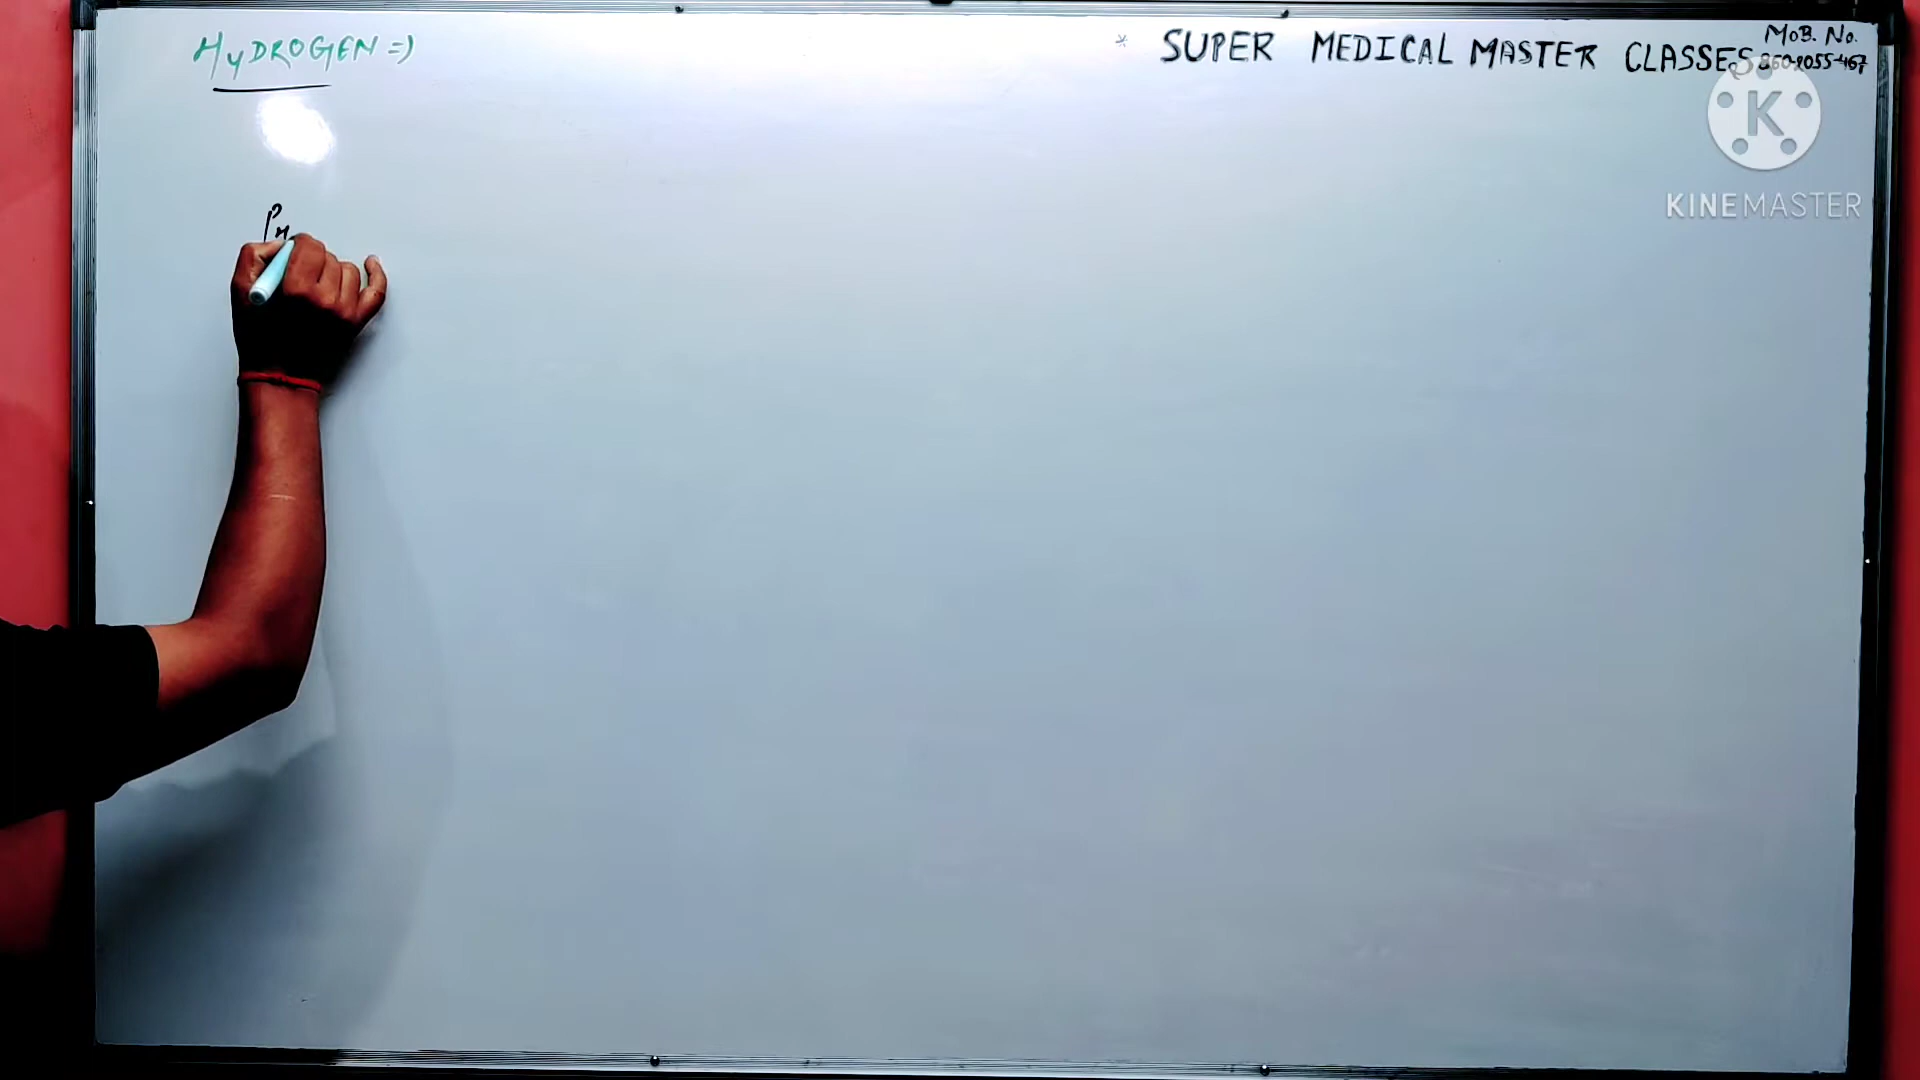 HYDROGEN =)
* SUPER MEDICAL MASTER CLASSES
MOB. No.
KINEMASTER